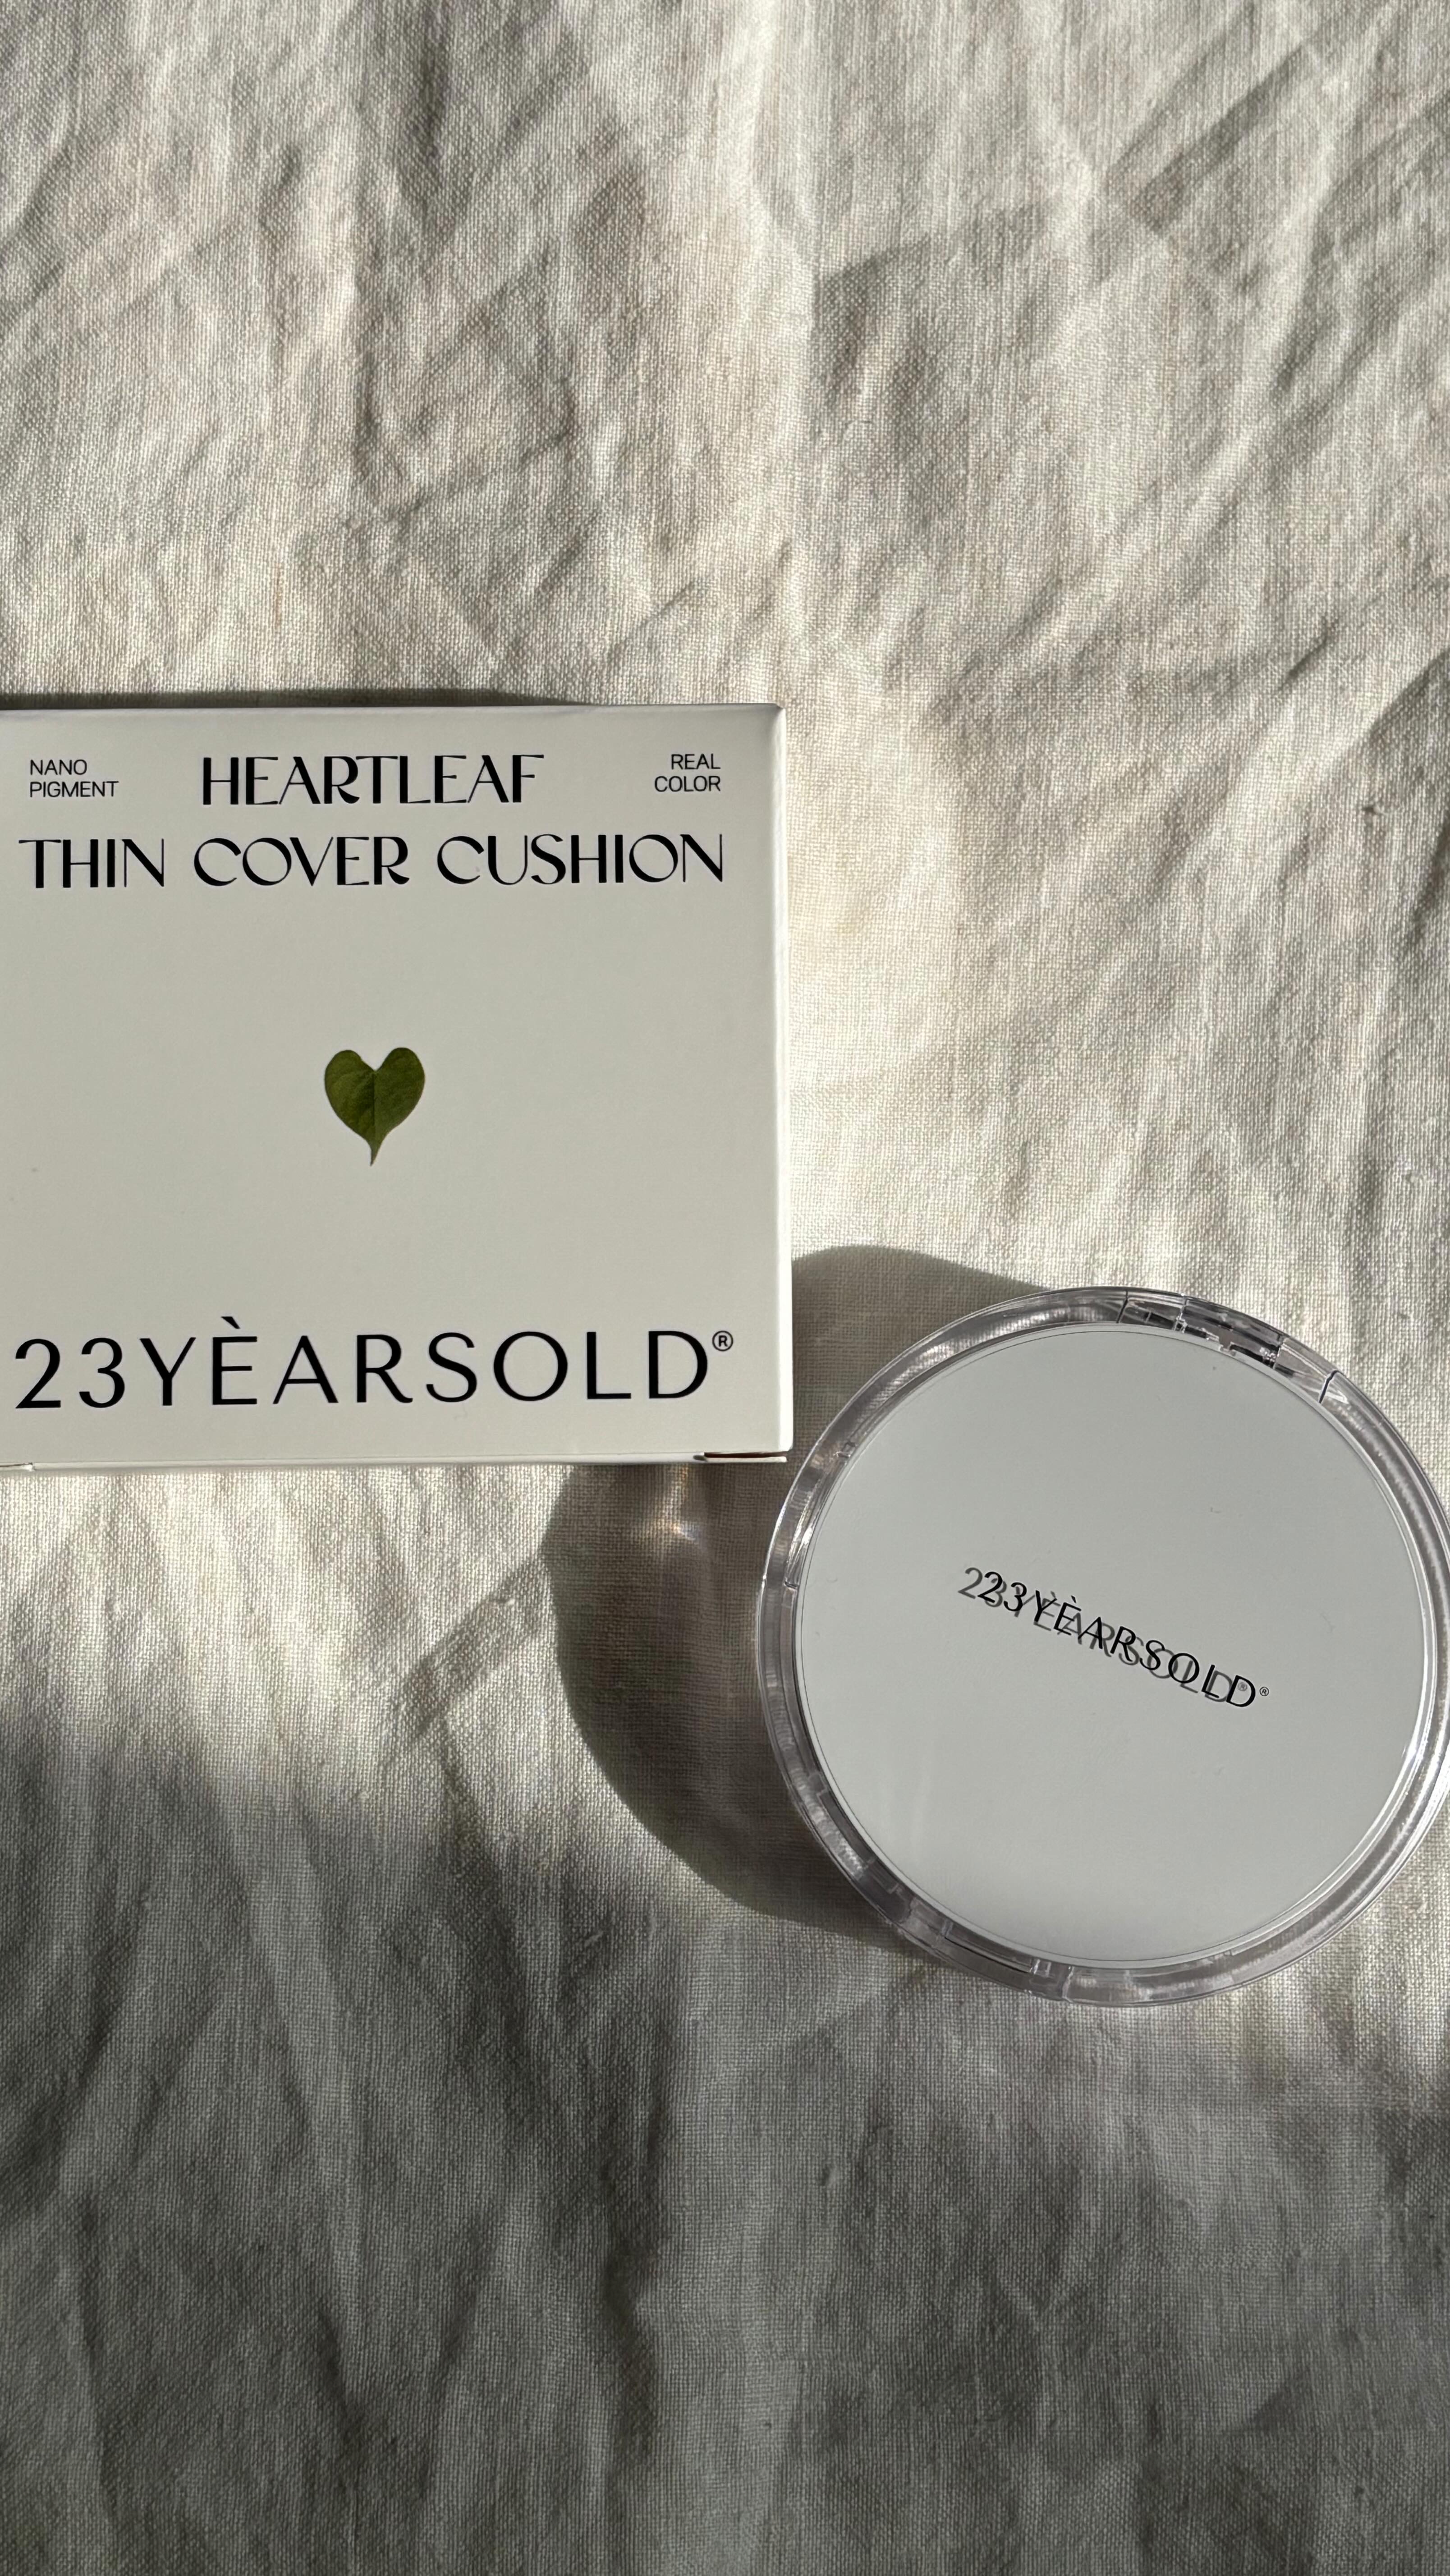 NANO
PIGMENT
HEARTLEAF
REAL
COLOR
THIN COVER CUSHION
23YÈARSOLD®
23YÈARSOLD®